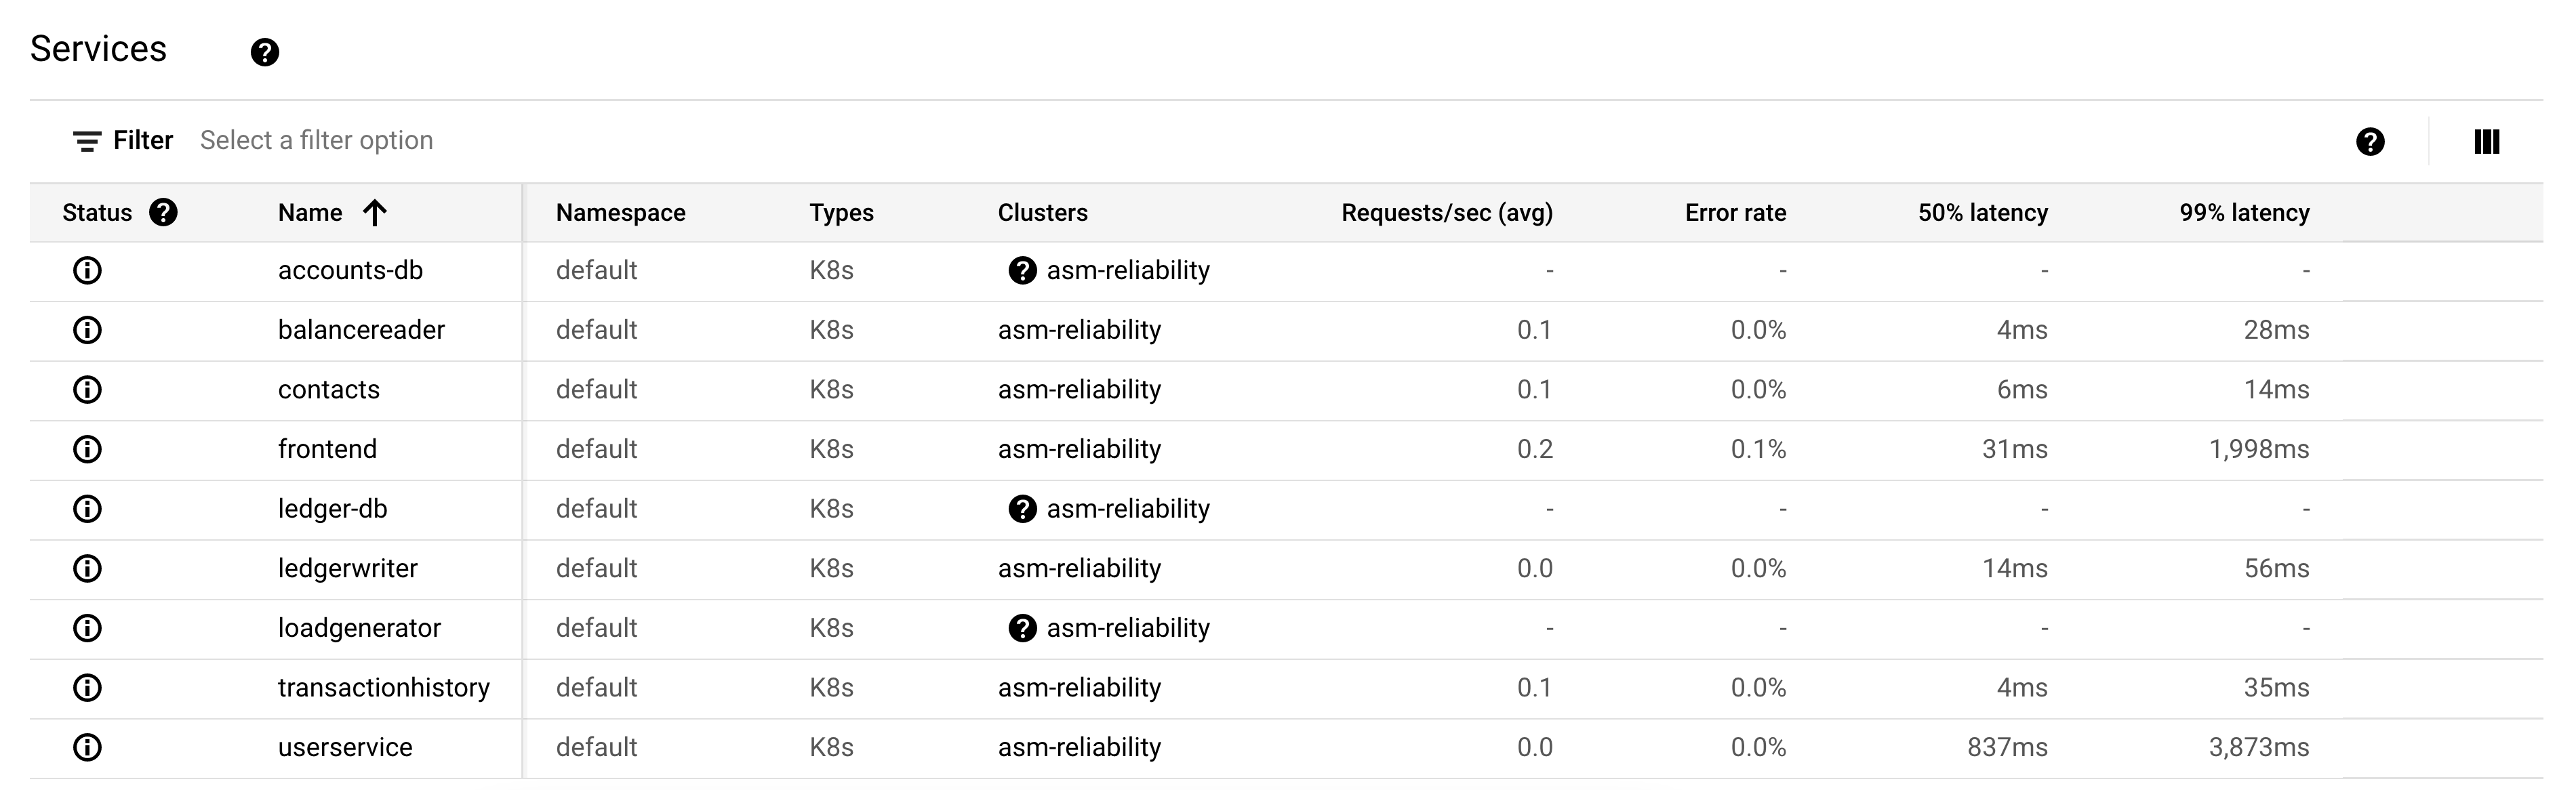 Services
Filter Select a filter option
Status Name Namespace Types Clusters Requests/sec (avg) Error rate 50% latency 99% latency
accounts-db default K8s asm-reliability - - - -
balancereader default K8s asm-reliability 0.1 0.0% 4ms 28ms
contacts default K8s asm-reliability 0.1 0.0% 6ms 14ms
frontend default K8s asm-reliability 0.2 0.1% 31ms 1,998ms
ledger-db default K8s asm-reliability - - - -
ledgerwriter default K8s asm-reliability 0.0 0.0% 14ms 56ms
loadgenerator default K8s asm-reliability - - - -
transactionhistory default K8s asm-reliability 0.1 0.0% 4ms 35ms
userservice default K8s asm-reliability 0.0 0.0% 837ms 3,873ms